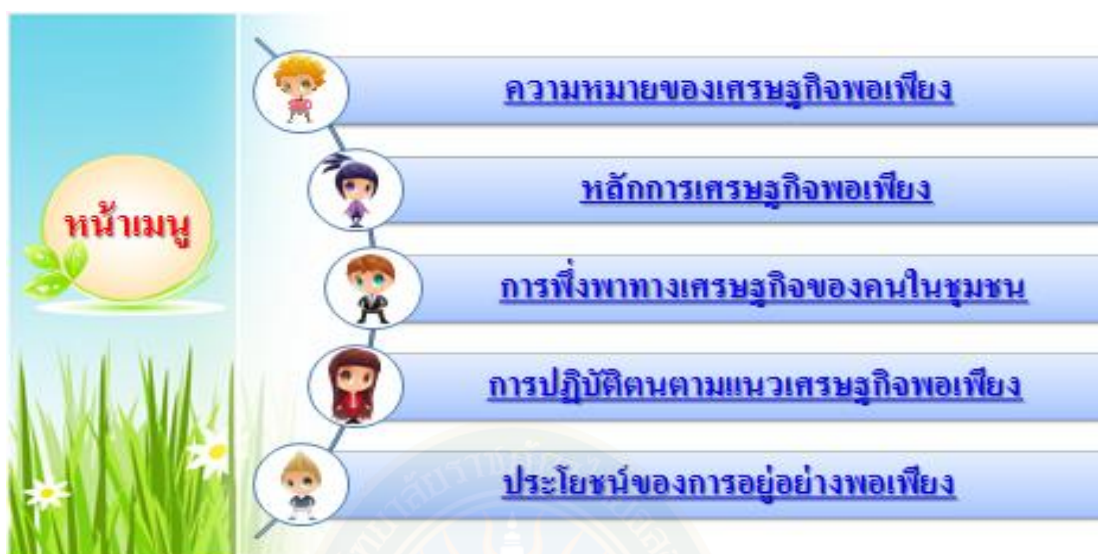 หน้าเมนู
ความหมายของเศรษฐกิจพอเพียง
หลักการเศรษฐกิจพอเพียง
การพึ่งพาทางเศรษฐกิจของคนในชุมชน
การปฏิบัติตนตามแนวเศรษฐกิจพอเพียง
ประโยชน์ของการอยู่อย่างพอเพียง